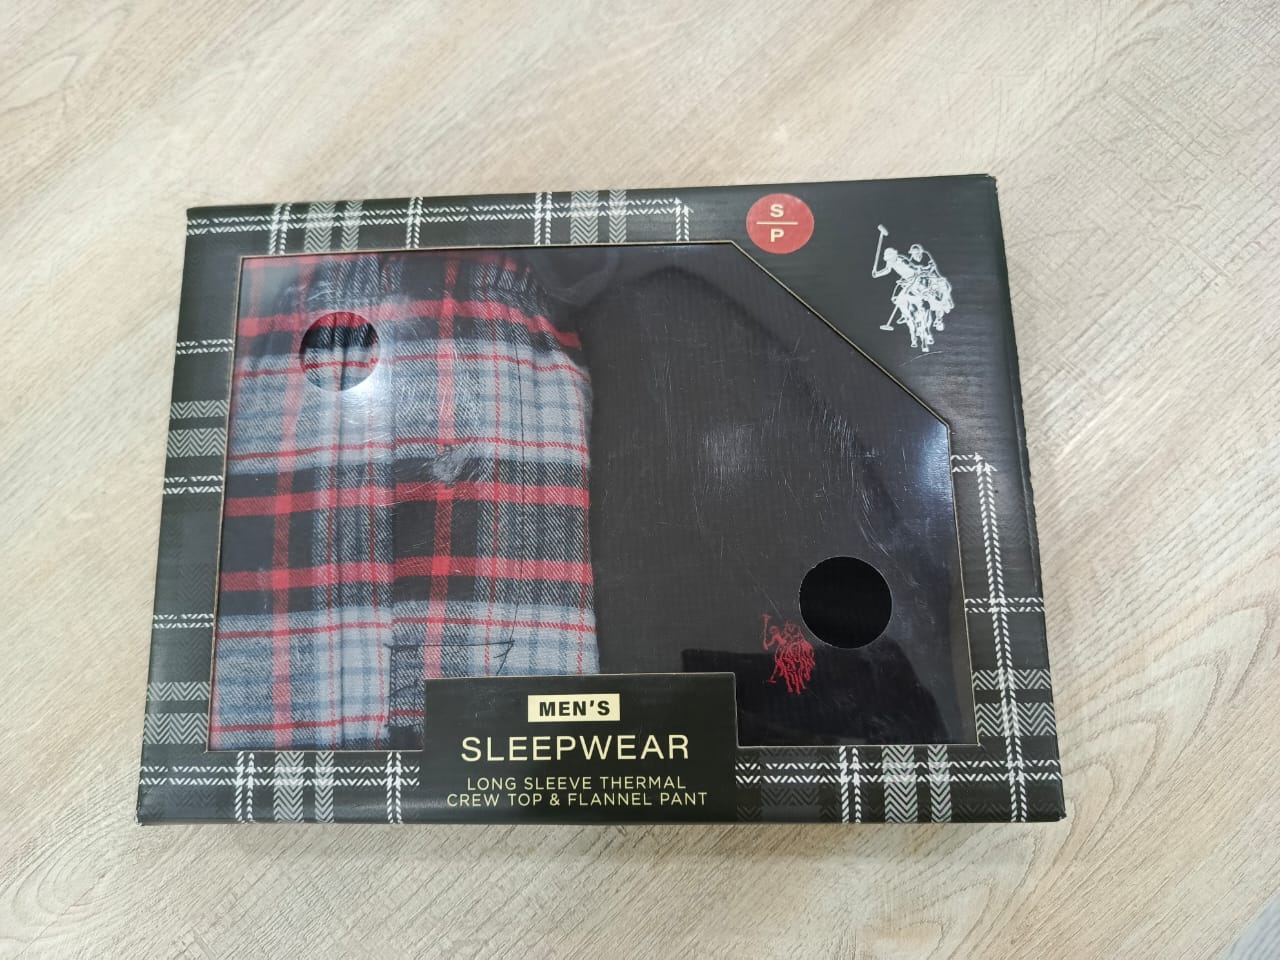 S
P
MEN'S
SLEEPWEAR
LONG SLEEVE THERMAL
CREW TOP & FLANNEL PANT